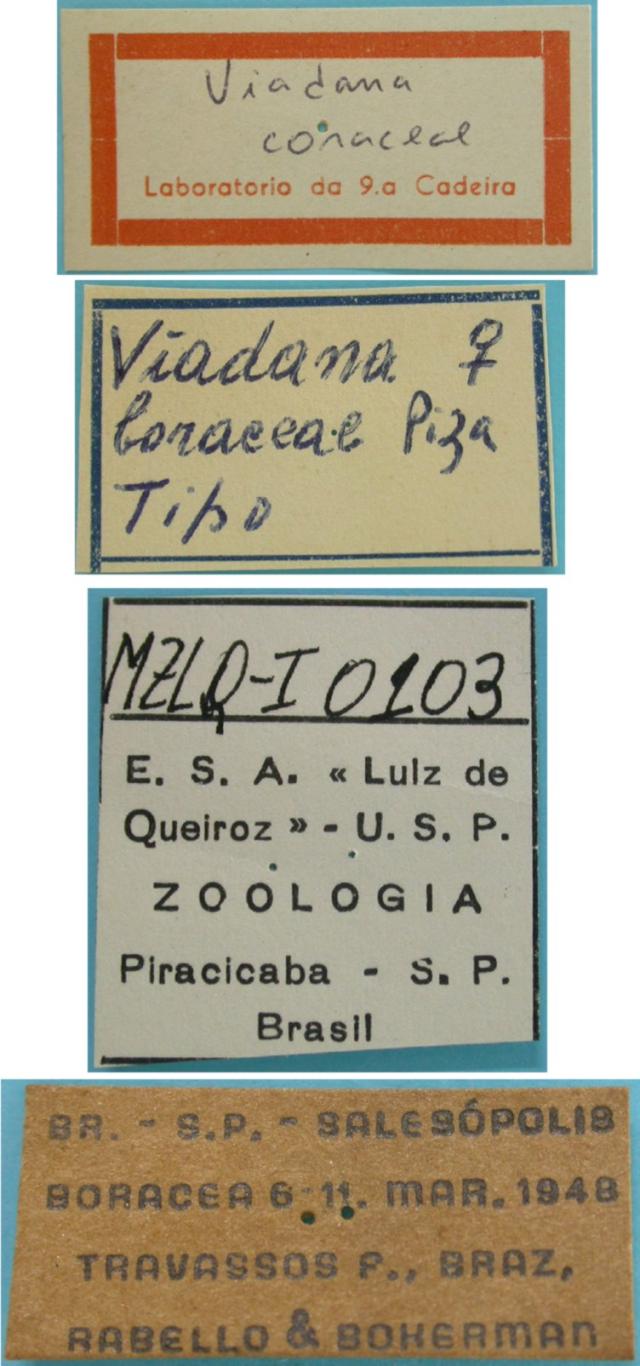 Viadana
coraceae
Laboratorio da 9.a Cadeira
Viadana ♀
boraceae Piza
Tipo
MZLQ-I 0103
E. S. A. « Luiz de
Queiroz » - U. S. P.
ZOOLOGIA
Piracicaba - S. P.
Brasil
BR. - S.P. - SALESÓPOLIS
BORACEA 6-11. MAR. 1948
TRAVASSOS F., BRAZ,
RABELLO & BOKERMAN